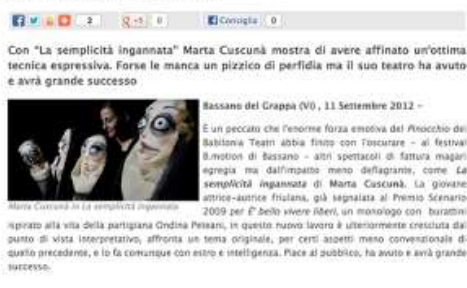 2
+1 0
Consiglia 0
Con "La semplicità ingannata" Marta Cuscunà mostra di avere affinato un'ottima
tecnica espressiva. Forse le manca un pizzico di perfidia ma il suo teatro ha avuto
e avrà grande successo
Bassano del Grappa (VI) , 11 Settembre 2012 –
È un peccato che l'enorme forza emotiva del Pinocchio dei
Babilonia Teatri abbia finito con l'oscurare – al festival
B.motion di Bassano – altri spettacoli di fattura magari
egregia ma dall'impatto meno deflagrante, come La
semplicità ingannata di Marta Cuscunà. La giovane
attrice-autrice friulana, già segnalata al Premio Scenario
Marta Cuscunà in La semplicità ingannata
2009 per È bello vivere liberi, un monologo con burattini
ispirato alla vita della partigiana Ondina Peteani, in questo nuovo lavoro è ulteriormente cresciuta dal
punto di vista interpretativo, affronta un tema originale, per certi aspetti meno convenzionale di
quello precedente, e lo fa comunque con estro e intelligenza. Piace al pubblico, ha avuto e avrà grande
successo.